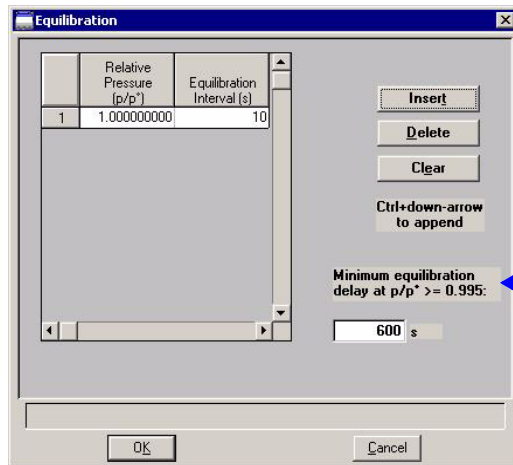 Equilibration
Relative
Pressure
(p/p°)
Equilibration
Interval (s)
1 1.000000000 10
Insert
Delete
Clear
Ctrl+down-arrow
to append
Minimum equilibration
delay at p/p° >= 0.995:
600 s
OK
Cancel